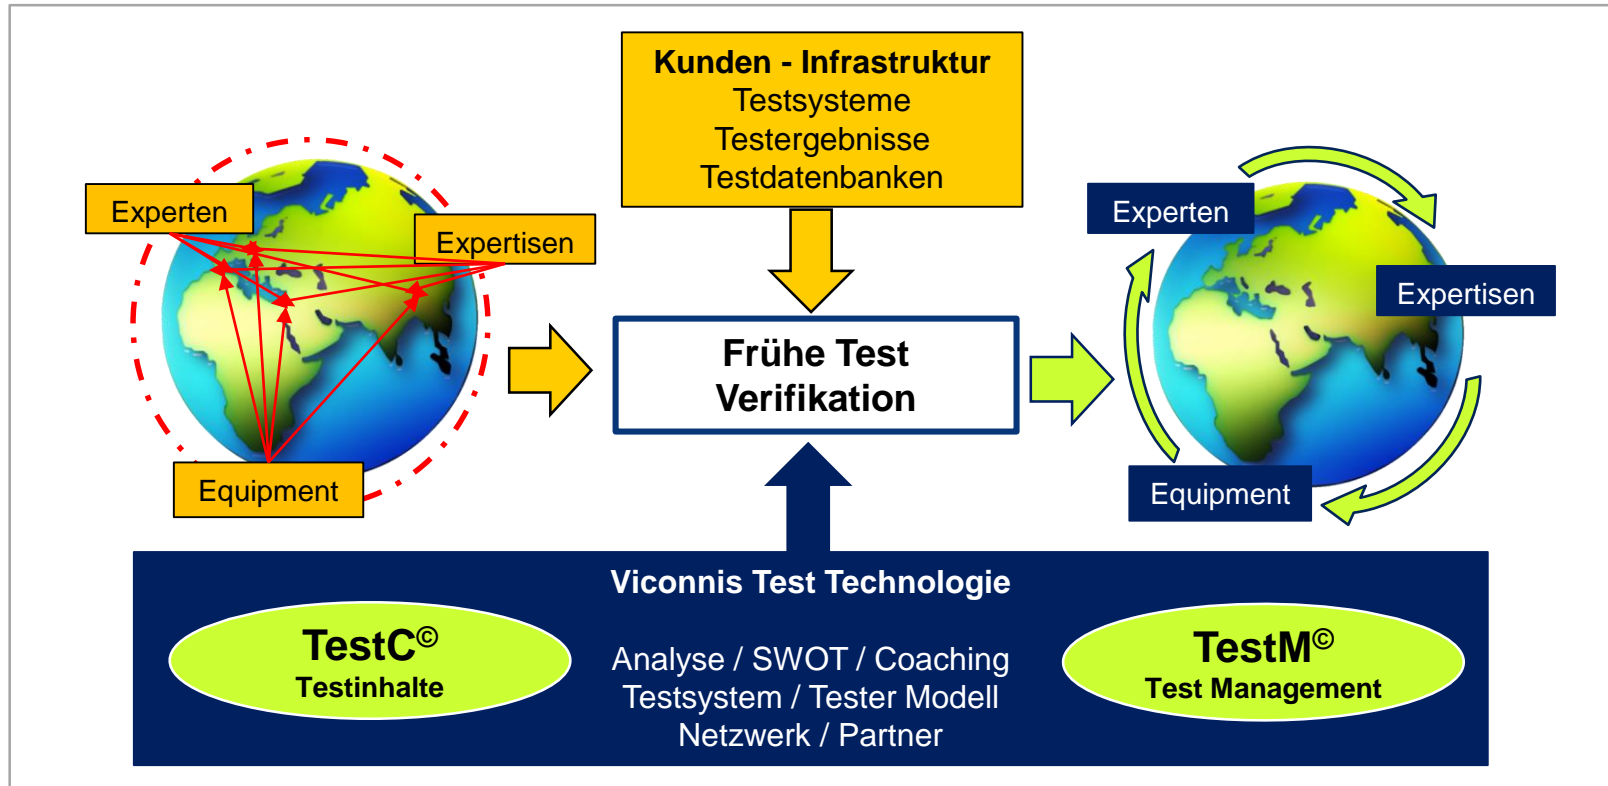 Kunden - Infrastruktur
Testsysteme
Testergebnisse
Testdatenbanken
Experten
Expertisen
Equipment
Frühe Test
Verifikation
Experten
Expertisen
Equipment
Viconnis Test Technologie
TestC©
Testinhalte
Analyse / SWOT / Coaching
Testsystem / Tester Modell
Netzwerk / Partner
TestM©
Test Management